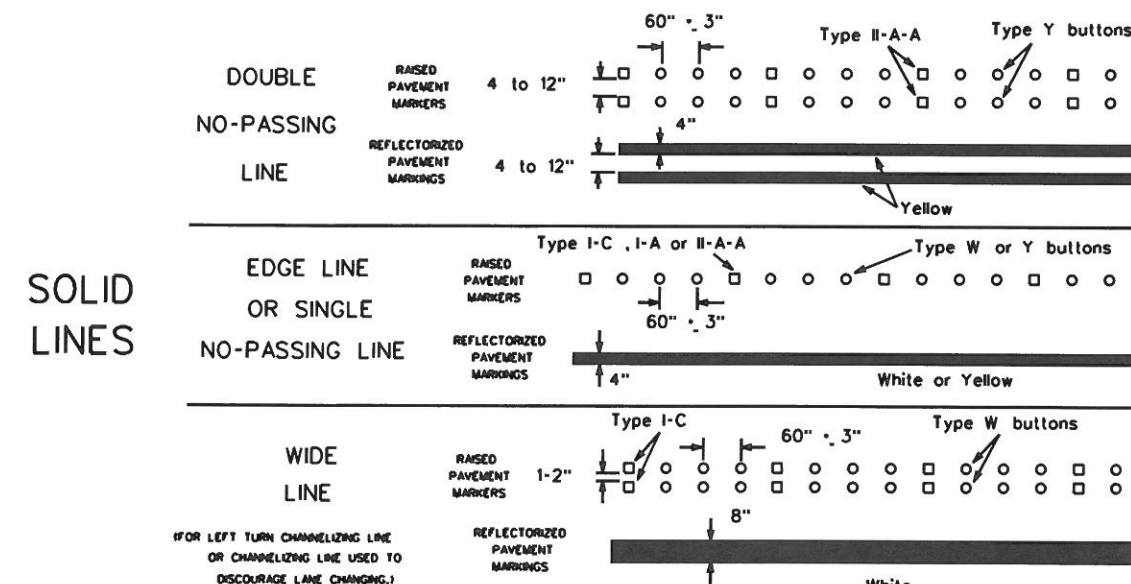 60" ± 3"
Type II-A-A
Type Y buttons
DOUBLE
NO-PASSING
LINE
RAISED
PAVEMENT
MARKERS
4 to 12"
4"
REFLECTORIZED
PAVEMENT
MARKINGS
4 to 12"
Yellow
SOLID
LINES
EDGE LINE
OR SINGLE
NO-PASSING LINE
Type I-C , I-A or II-A-A
Type W or Y buttons
RAISED
PAVEMENT
MARKERS
60" ± 3"
REFLECTORIZED
PAVEMENT
MARKINGS
4"
White or Yellow
WIDE
LINE
(FOR LEFT TURN CHANNELIZING LINE
OR CHANNELIZING LINE USED TO
DISCOURAGE LANE CHANGING.)
Type I-C
60" ± 3"
Type W buttons
RAISED
PAVEMENT
MARKERS
1-2"
8"
REFLECTORIZED
PAVEMENT
MARKINGS
White